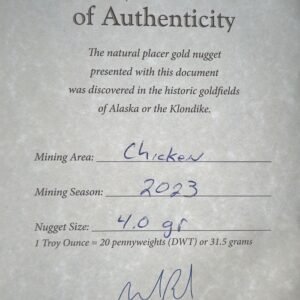 of Authenticity
The natural placer gold nugget
presented with this document
was discovered in the historic goldfields
of Alaska or the Klondike.
Mining Area: Chicken
Mining Season: 2023
Nugget Size: 4.0 gr
1 Troy Ounce = 20 pennyweights (DWT) or 31.5 grams